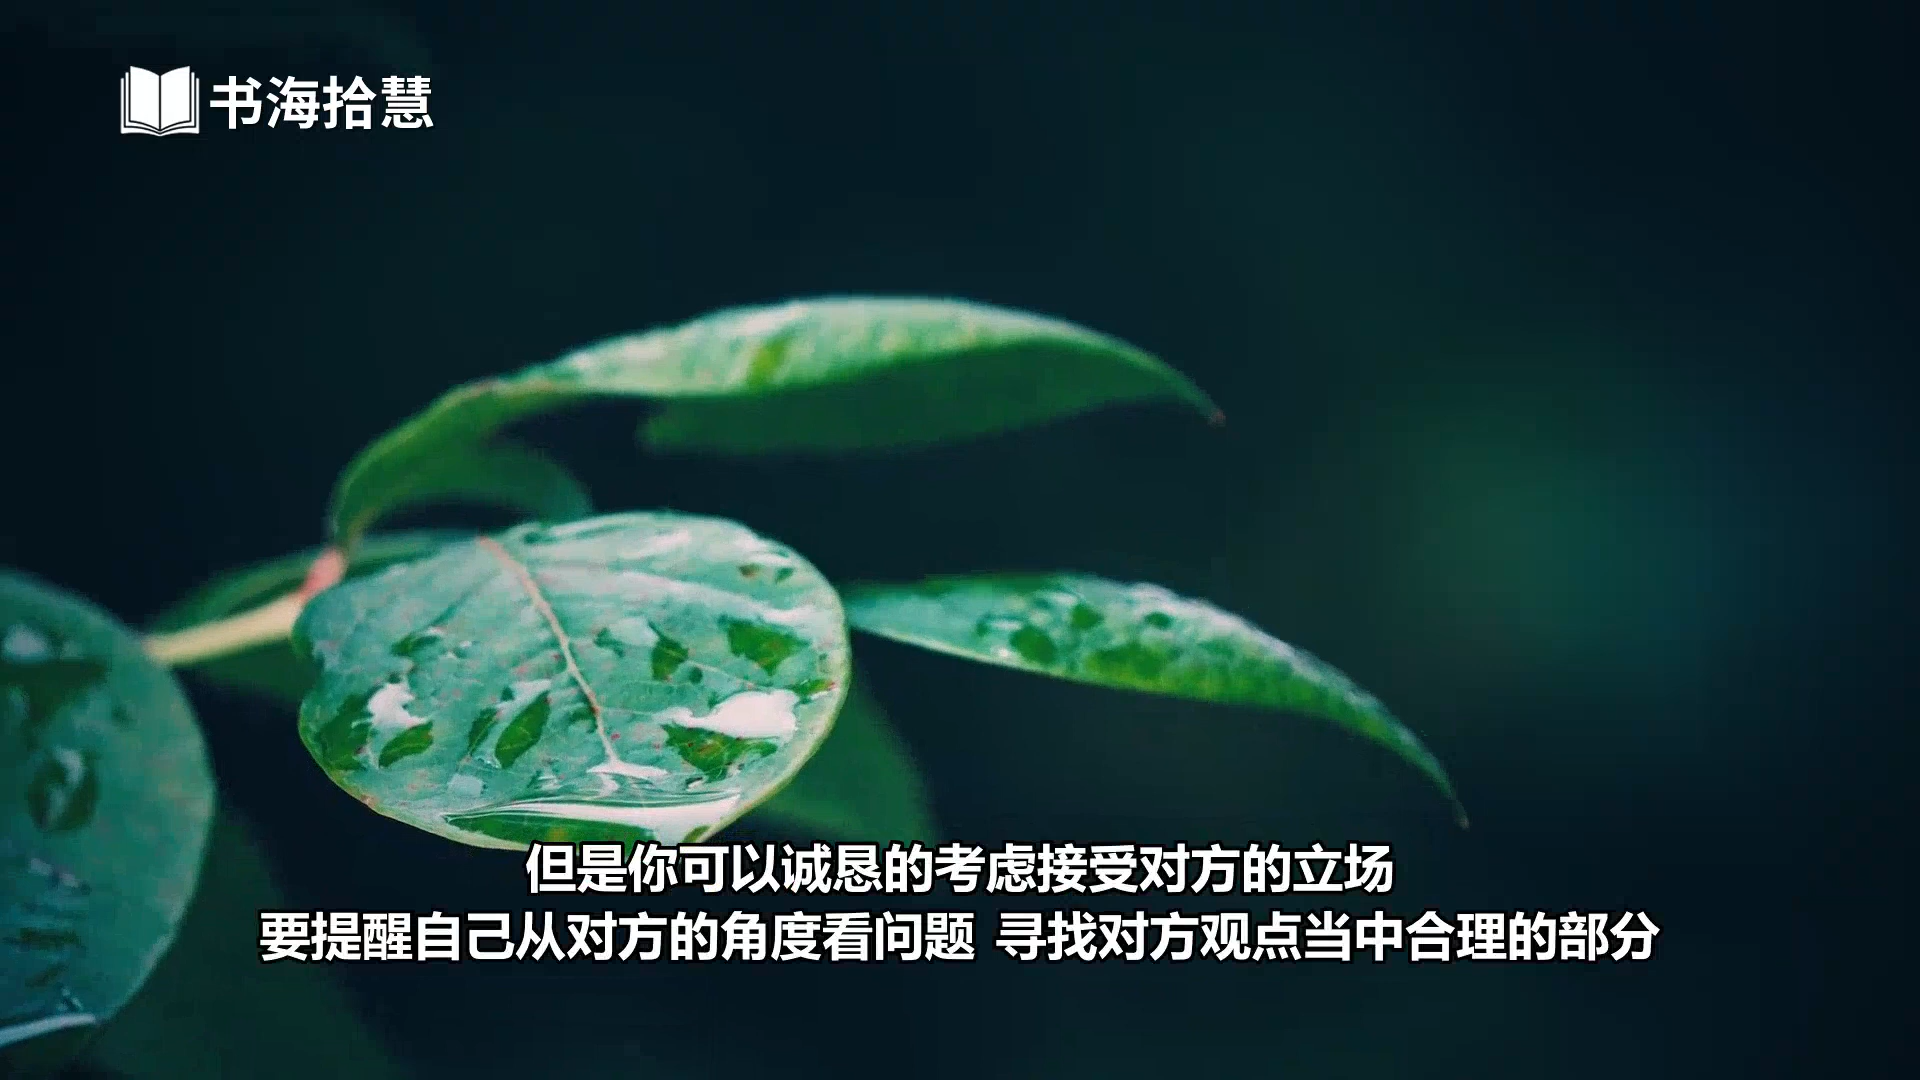 书海拾慧
但是你可以诚恳的考虑接受对方的立场
要提醒自己从对方的角度看问题 寻找对方观点当中合理的部分